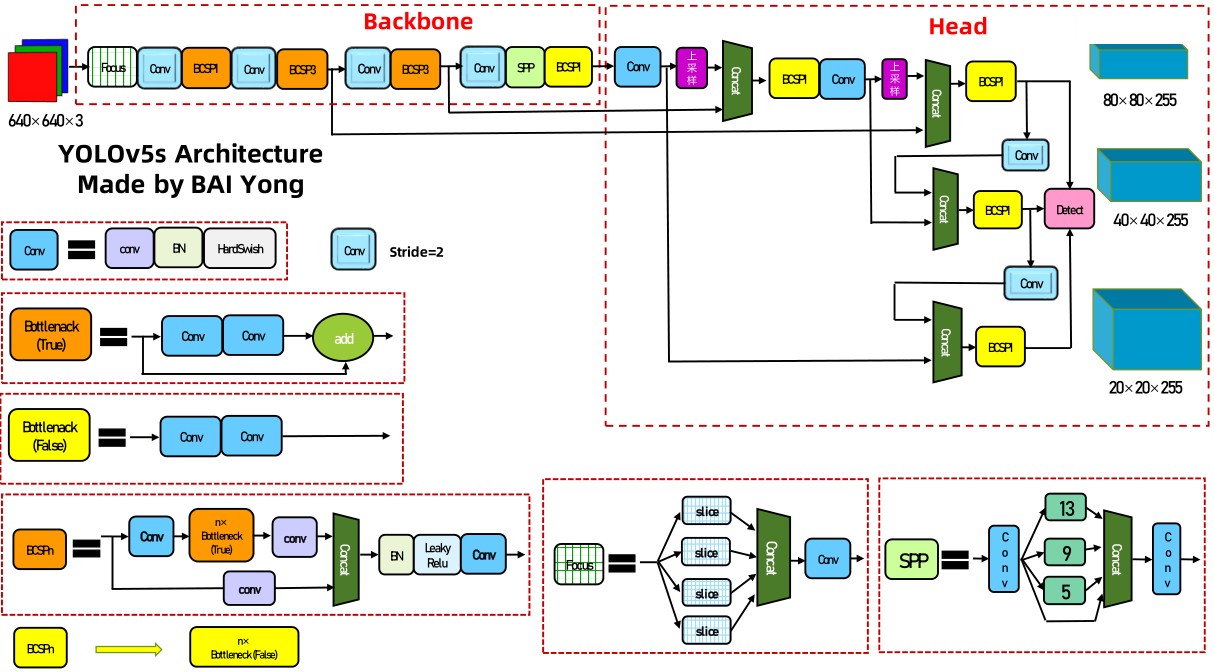 Backbone
Head
Focus
Conv
BCSP1
Conv
BCSP3
Conv
BCSP3
Conv
SPP
BCSP1
Conv
上采样
Concat
BCSP1
Conv
上采样
Concat
BCSP1
640×640×3
80×80×255
YOLOv5s Architecture
Made by BAI Yong
Conv
Concat
BCSP1
Detect
40×40×255
Conv
Concat
BCSP1
20×20×255
Conv
conv
BN
HardSwish
Conv
Stride=2
Bottlenack
(True)
Conv
Conv
add
Bottlenack
(False)
Conv
Conv
BCSPn
Conv
n×
Bottlenack
(True)
conv
conv
Concat
BN
Leaky
Relu
Conv
BCSPn
n×
Bottlenack (False)
Focus
slice
slice
slice
slice
Concat
Conv
SPP
Conv
13
9
5
Concat
Conv